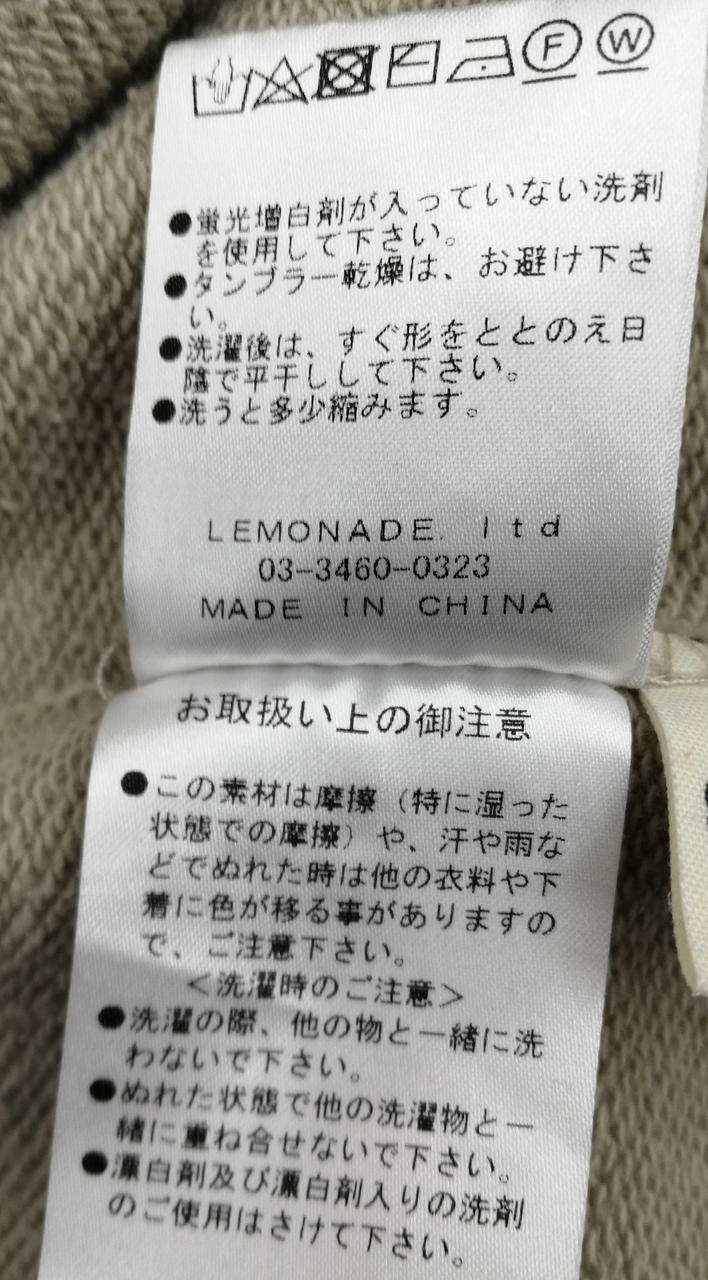 F W
●蛍光増白剤が入っていない洗剤
を使用して下さい。
●タンブラー乾燥は、お避け下さ
い。
●洗濯後は、すぐ形をととのえ日
陰で平干しして下さい。
●洗うと多少縮みます。
LEMONADE. ltd
03-3460-0323
MADE IN CHINA
お取扱い上の御注意
●この素材は摩擦（特に湿った
状態での摩擦）や、汗や雨な
どでぬれた時は他の衣料や下
着に色が移る事がありますの
で、ご注意下さい。
＜洗濯時のご注意＞
●洗濯の際、他の物と一緒に洗
わないで下さい。
●ぬれた状態で他の洗濯物と一
緒に重ね合せないで下さい。
●漂白剤及び漂白剤入りの洗剤
のご使用はさけて下さい。